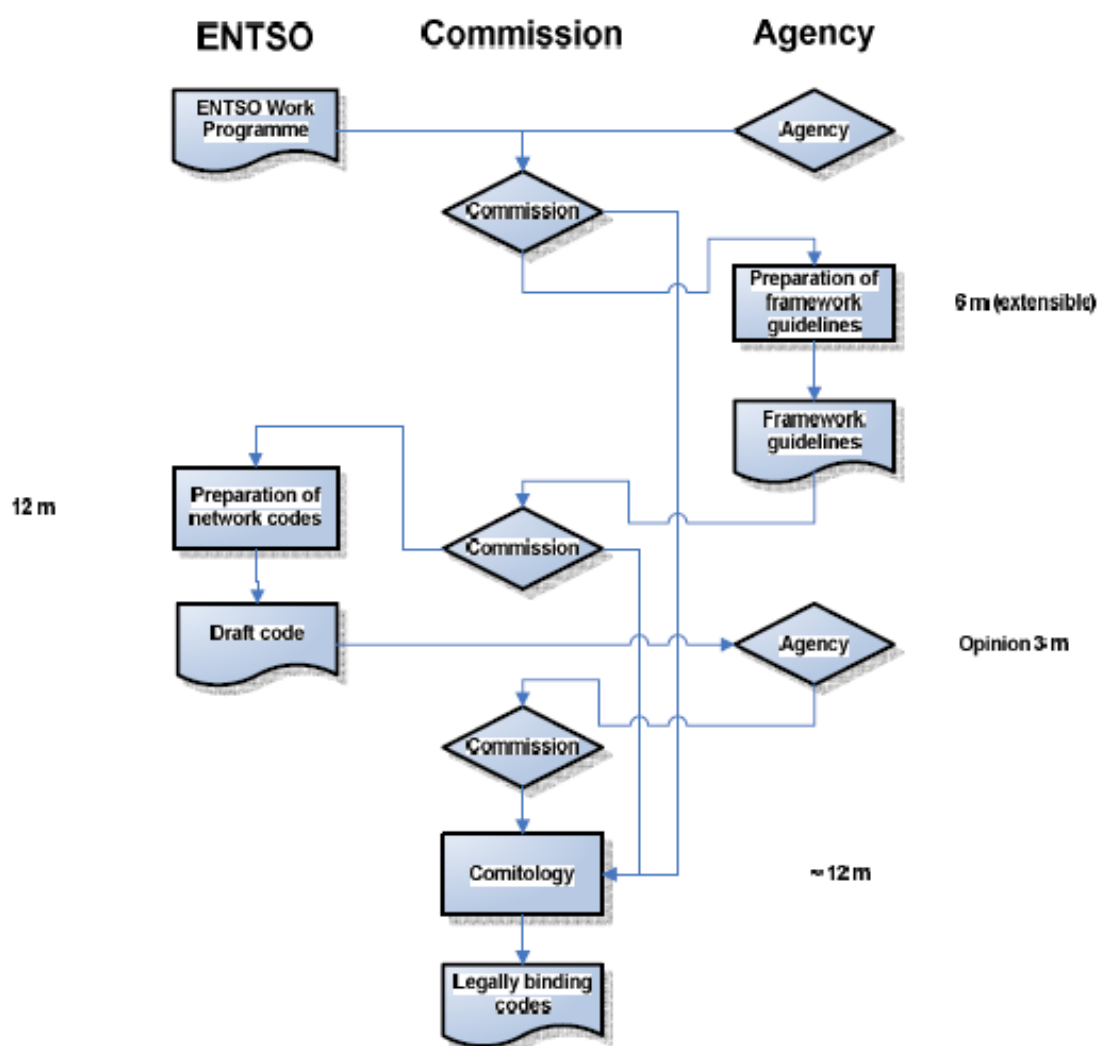 ENTSO
Commission
Agency
ENTSO Work
Programme
Agency
Commission
Preparation of
framework
guidelines
6 m (extensible)
Framework
guidelines
12 m
Preparation of
network codes
Commission
Draft code
Agency
Opinion 3 m
Commission
Comitology
~ 12 m
Legally binding
codes